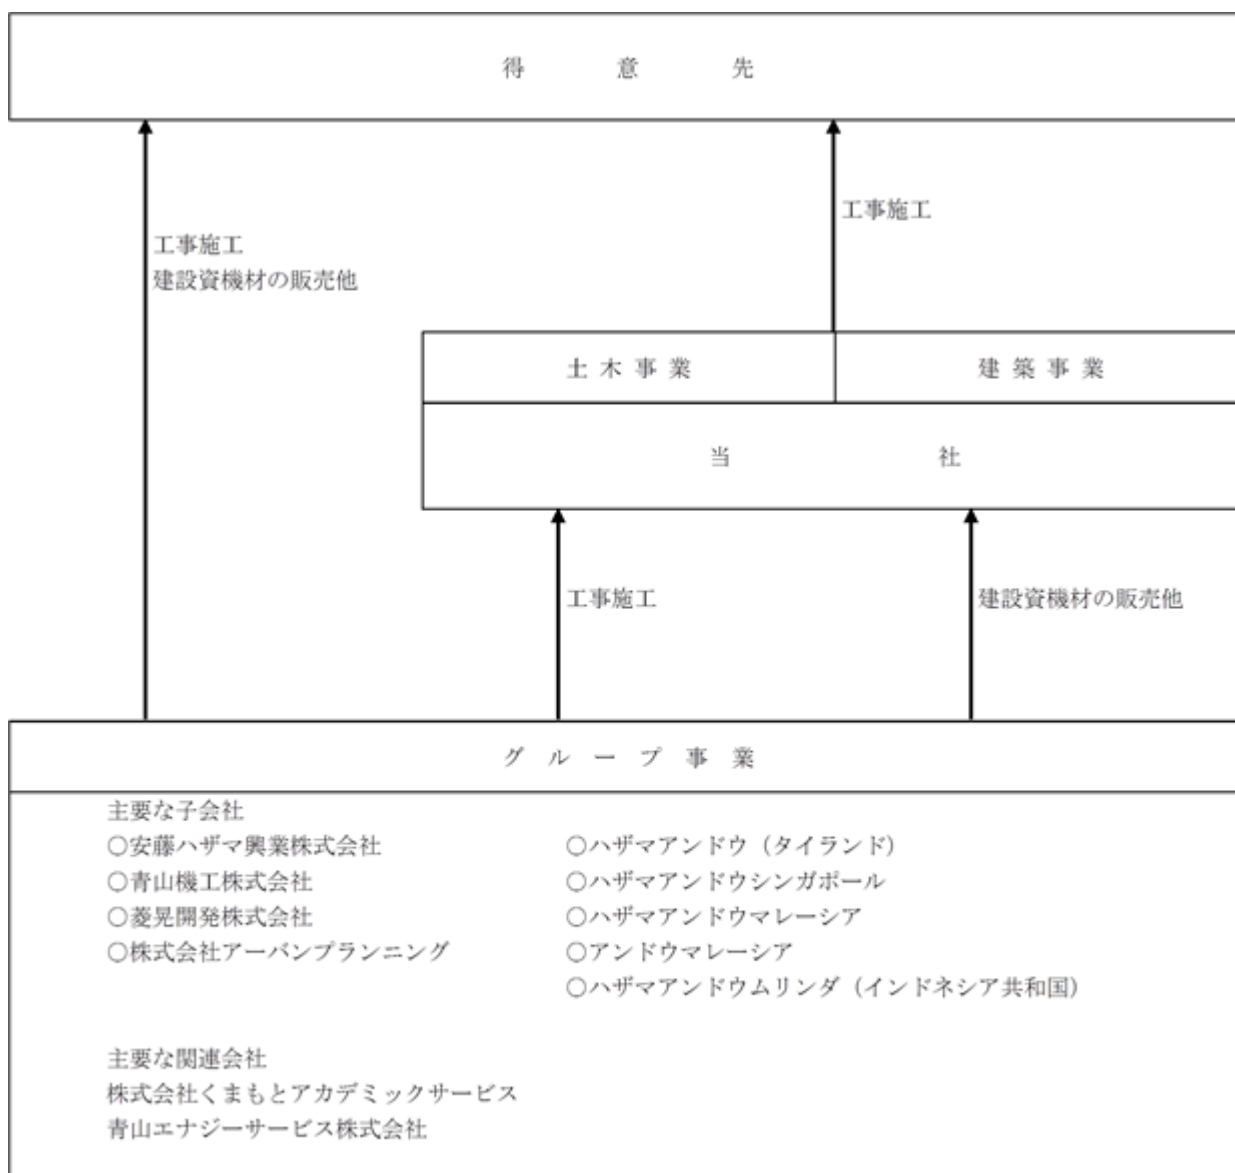 得意先
工事施工
工事施工
建設資機材の販売他
土木事業
建築事業
当社
工事施工
建設資機材の販売他
グループ事業
主要な子会社
○安藤ハザマ興業株式会社
○ハザマアンドウ（タイランド）
○青山機工株式会社
○ハザマアンドウシンガポール
○菱晃開発株式会社
○ハザマアンドウマレーシア
○株式会社アーバンプランニング
○アンドウマレーシア
○ハザマアンドウムリンダ（インドネシア共和国）
主要な関連会社
株式会社くまもとアカデミックサービス
青山エナジーサービス株式会社